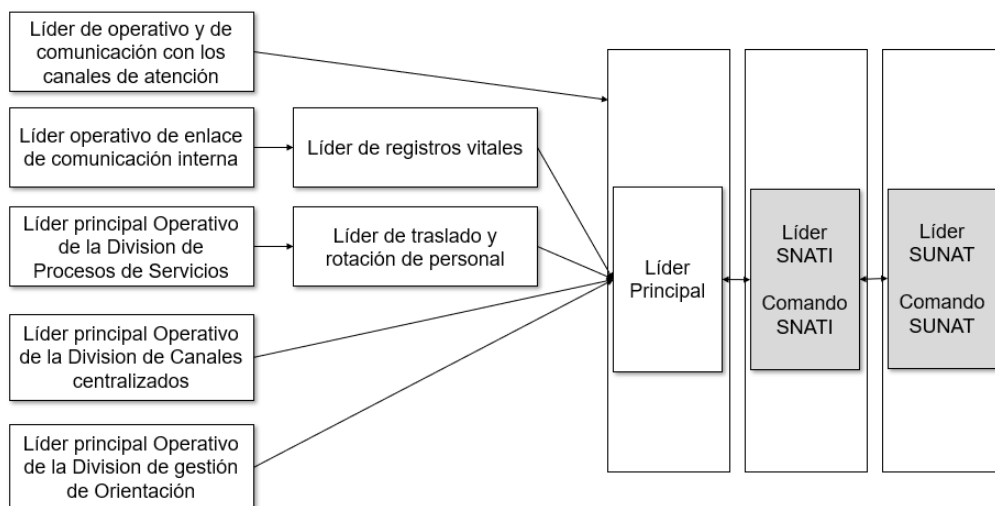 Líder de operativo y de
comunicación con los
canales de atención
Líder operativo de enlace
de comunicación interna
Líder de registros vitales
Líder principal Operativo
de la Division de
Procesos de Servicios
Líder de traslado y
rotación de personal
Líder principal Operativo
de la Division de Canales
centralizados
Líder principal Operativo
de la Division de gestión
de Orientación
Líder
Principal
Líder
SNATI
Comando
SNATI
Líder
SUNAT
Comando
SUNAT